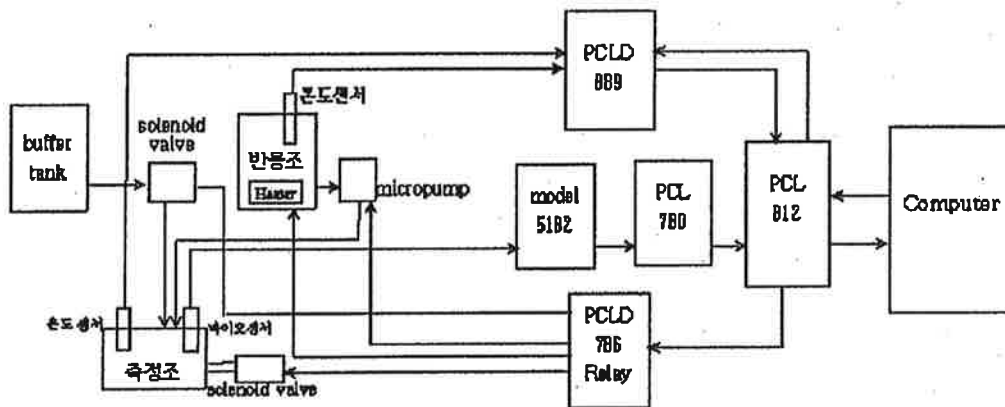 PCLD
889
온도센서
buffer
tank
solenoid
valve
반응조
Heater
micropump
model
5182
PCL
780
PCL
812
Computer
온도센서
바이오센서
측정조
solenoid valve
PCLD
786
Relay